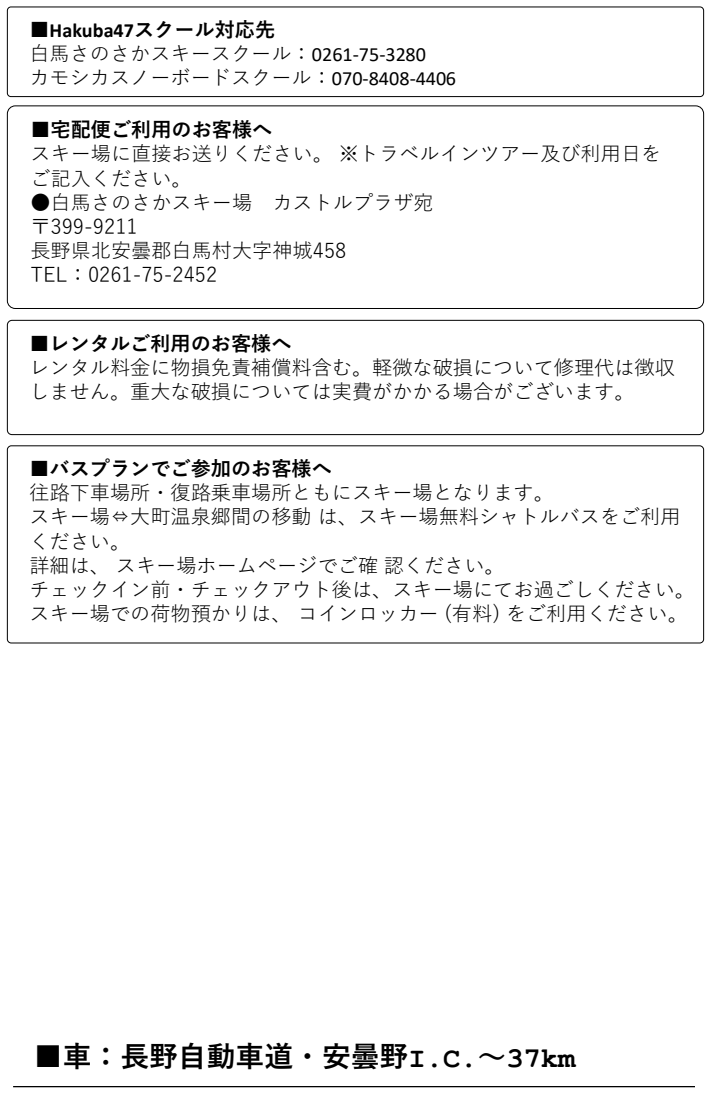 ■Hakuba47スクール対応先
白馬さのさかスキースクール：0261-75-3280
カモシカスノーボードスクール：070-8408-4406
■宅配便ご利用のお客様へ
スキー場に直接お送りください。 ※トラベルインツアー及び利用日を
ご記入ください。
●白馬さのさかスキー場　カストルプラザ宛
〒399-9211
長野県北安曇郡白馬村大字神城458
TEL：0261-75-2452
■レンタルご利用のお客様へ
レンタル料金に物損免責補償料含む。軽微な破損について修理代は徴収
しません。重大な破損については実費がかかる場合がございます。
■バスプランでご参加のお客様へ
往路下車場所・復路乗車場所ともにスキー場となります。
スキー場⇔大町温泉郷間の移動 は、スキー場無料シャトルバスをご利用
ください。
詳細は、 スキー場ホームページでご確 認ください。
チェックイン前・チェックアウト後は、スキー場にてお過ごしください。
スキー場での荷物預かりは、 コインロッカー (有料) をご利用ください。
■車：長野自動車道・安曇野I.C.～37km